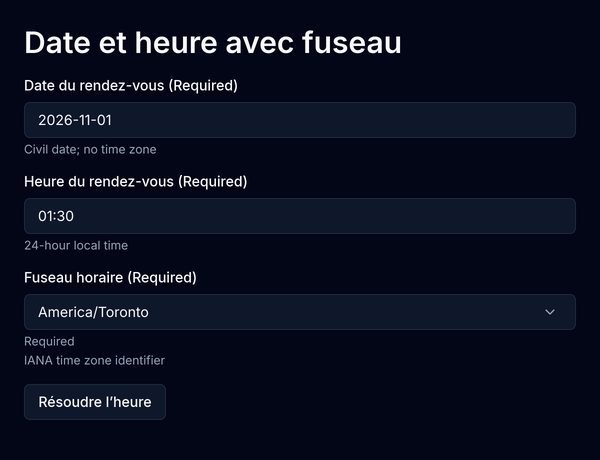 Date et heure avec fuseau
Date du rendez-vous (Required)
2026-11-01
Civil date; no time zone
Heure du rendez-vous (Required)
01:30
24-hour local time
Fuseau horaire (Required)
America/Toronto
Required
IANA time zone identifier
Résoudre l’heure